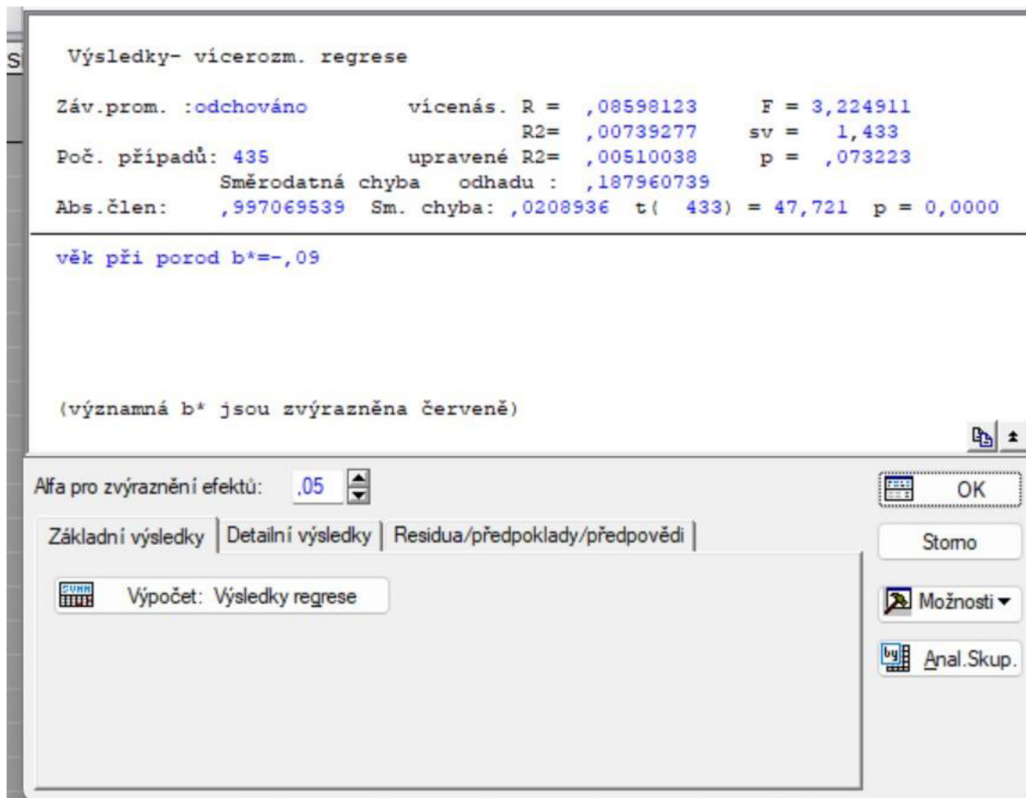 Výsledky- vícerozm. regrese
Záv.prom. :odchováno vícenás. R = ,08598123 F = 3,224911
R2= ,00739277 sv = 1,433
Poč. případů: 435 upravené R2= ,00510038 p = ,073223
Směrodatná chyba odhadu : ,187960739
Abs.člen: ,997069539 Sm. chyba: ,0208936 t( 433) = 47,721 p = 0,0000
věk při porod b*=-,09
(významná b* jsou zvýrazněna červeně)
Alfa pro zvýraznění efektů: ,05
OK
Základní výsledky Detailní výsledky Residua/předpoklady/předpovědi
Storno
Výpočet: Výsledky regrese
Možnosti
Anal.Skup.